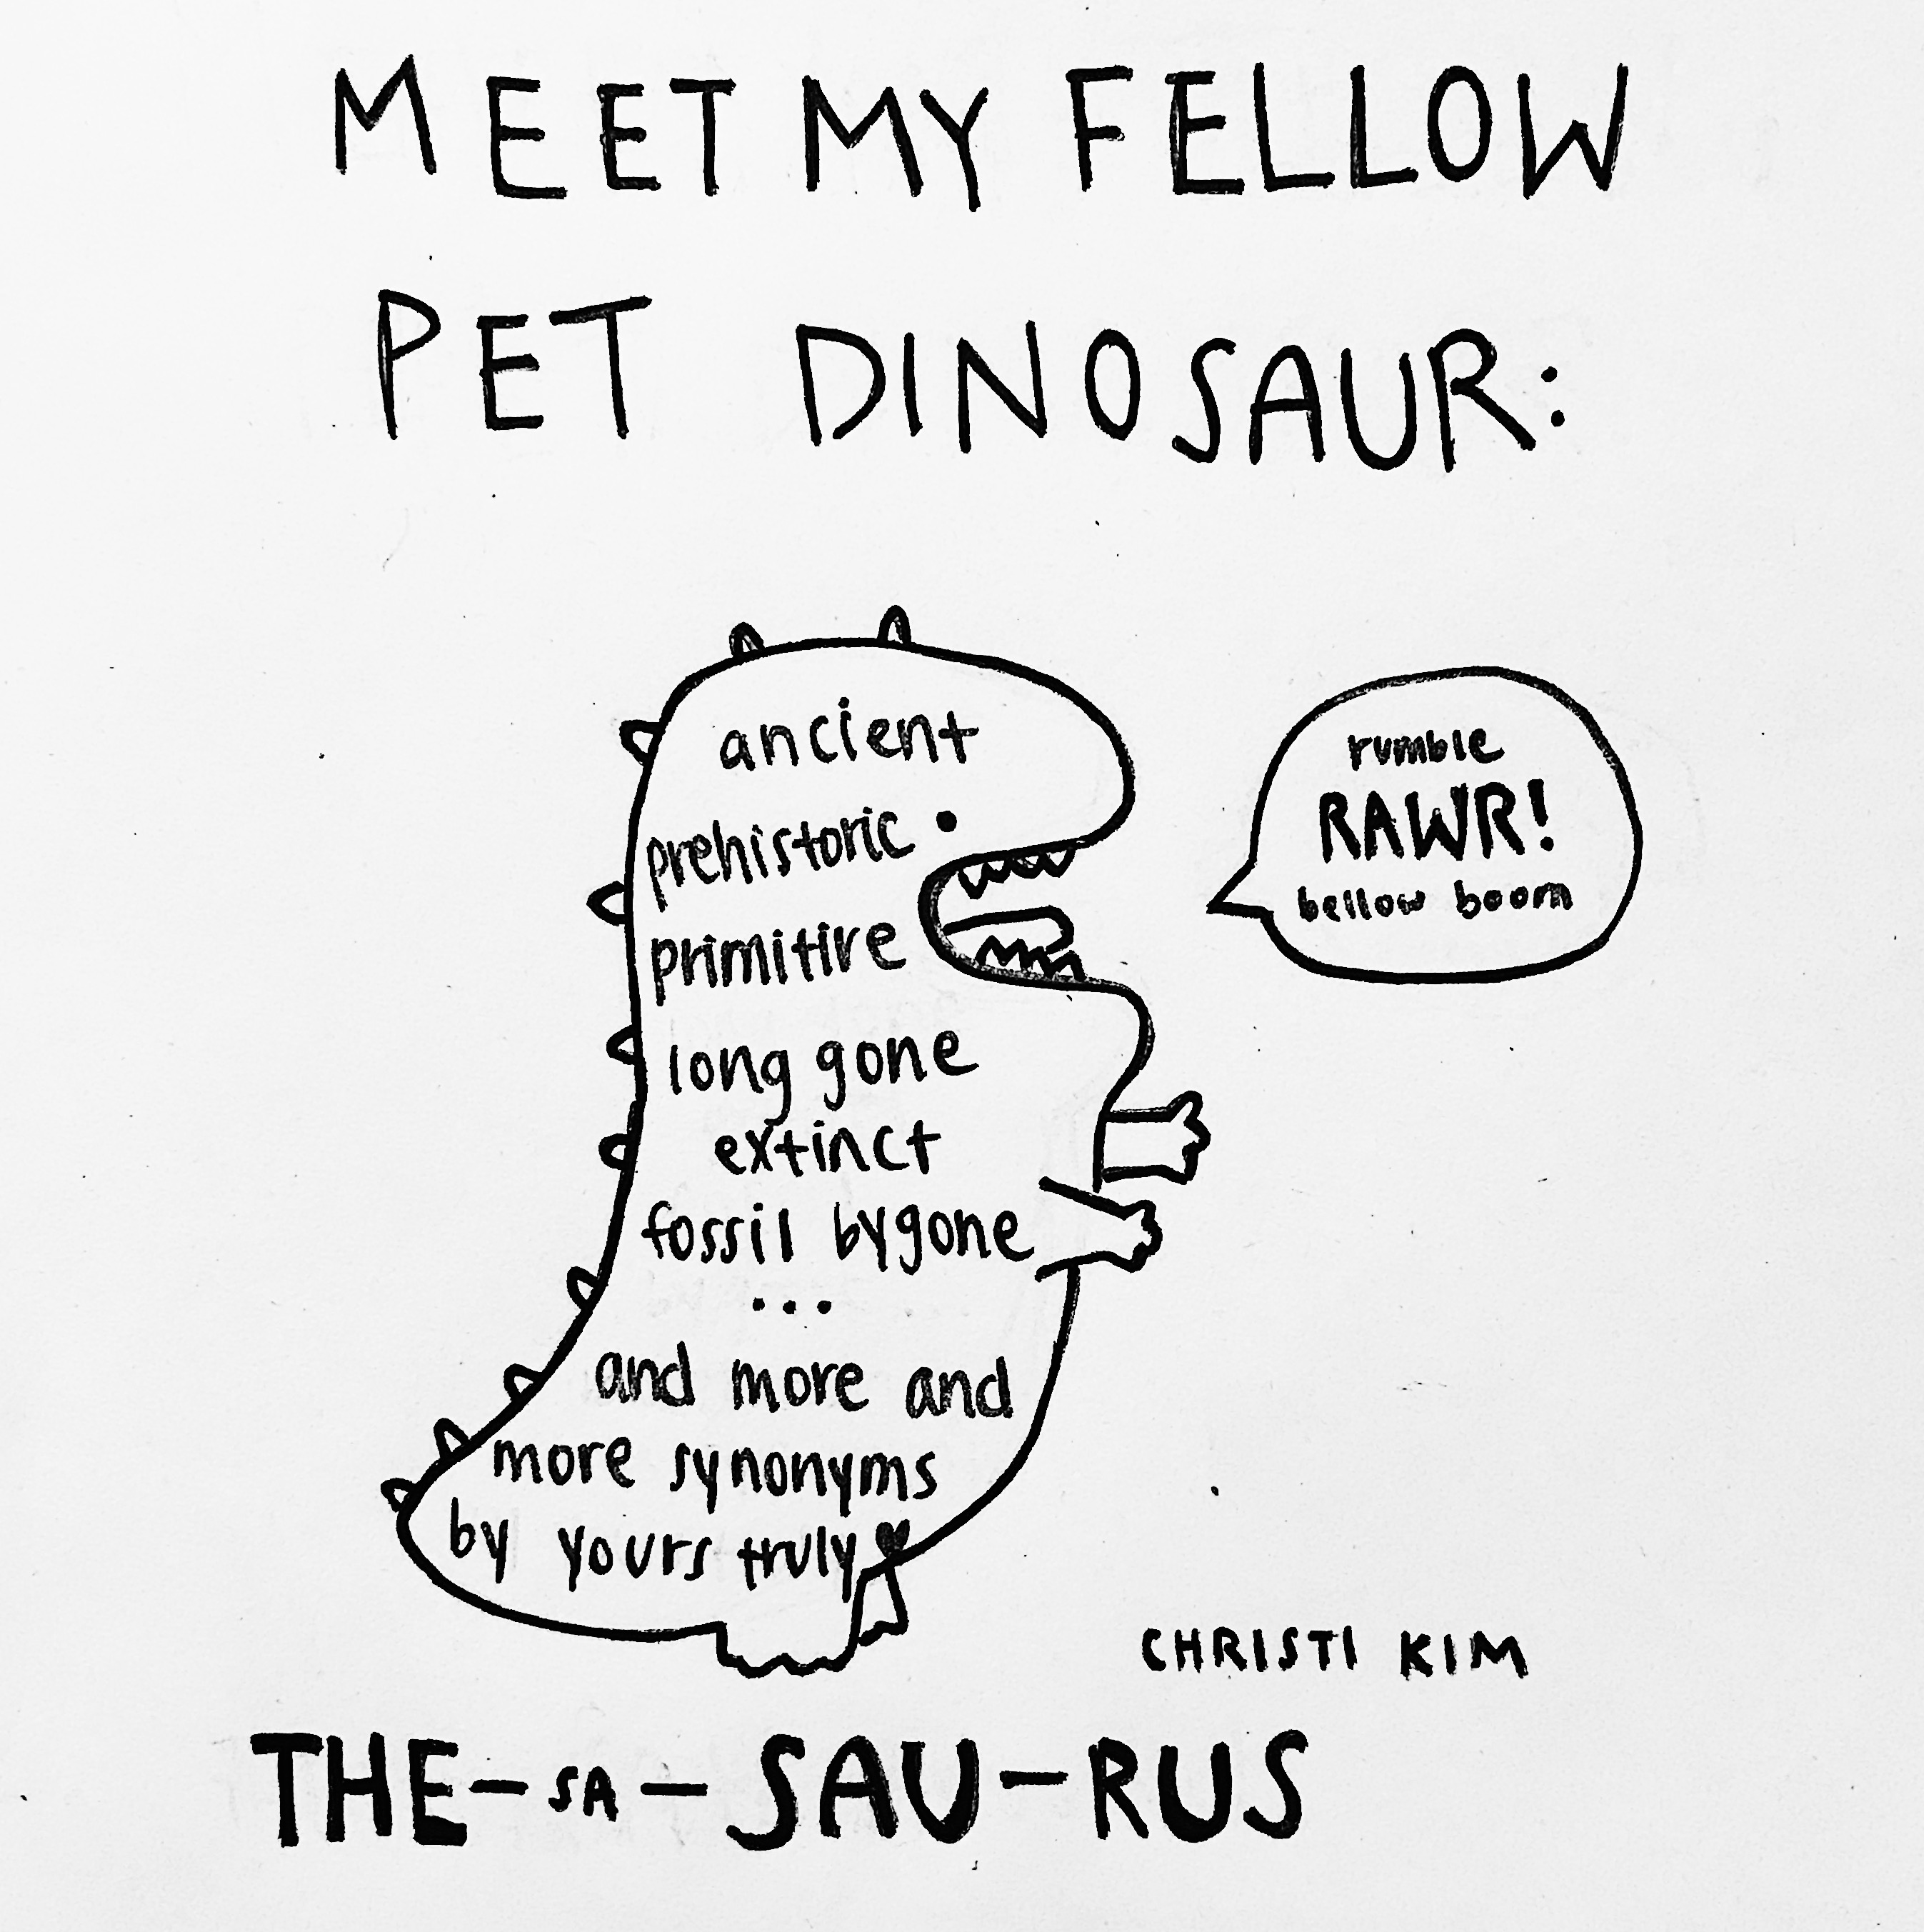 MEET MY FELLOW
PET DINOSAUR:
ancient
prehistoric
primitive
long gone
extinct
fossil bygone
...
and more and
more synonyms
by yours truly
rumble
RAWR!
bellow boom
CHRISTI KIM
THE-SA-SAU-RUS